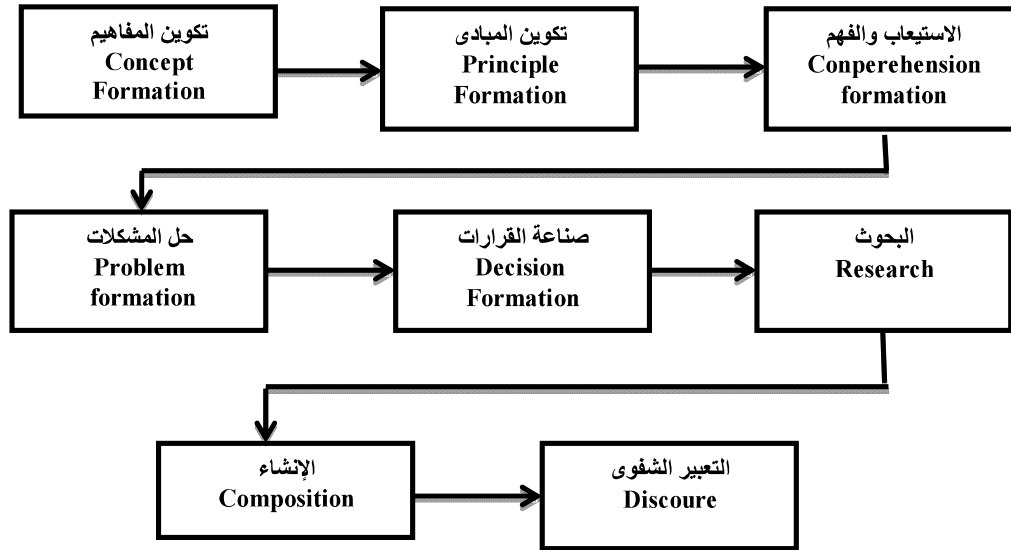 تكوين المفاهيم
Concept
Formation
تكوين المبادى
Principle
Formation
الاستيعاب والفهم
Conperehension
formation
حل المشكلات
Problem
formation
صناعة القرارات
Decision
Formation
البحوث
Research
الإنشاء
Composition
التعبير الشفوى
Discoure